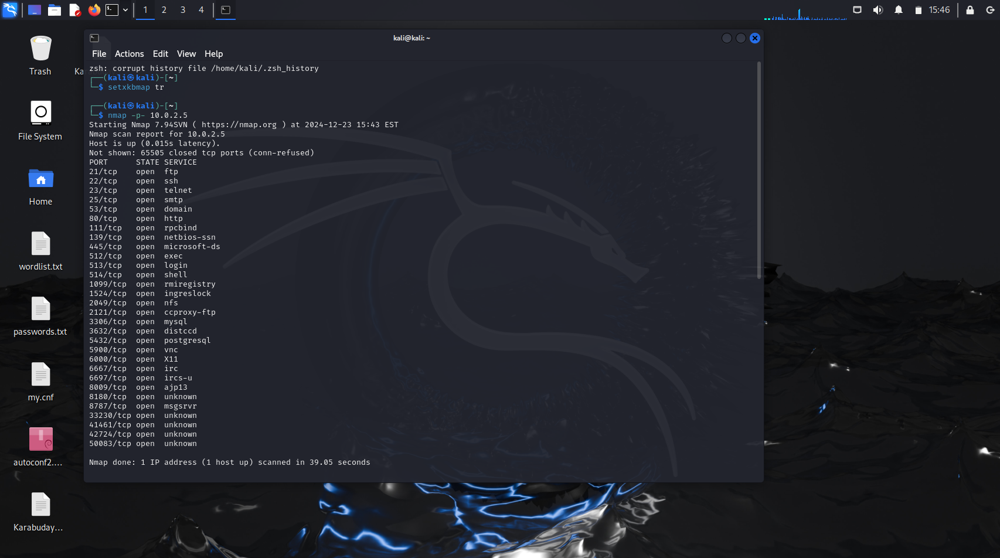 1 2 3 4
15:46
kali@kali: ~
File Actions Edit View Help
zsh: corrupt history file /home/kali/.zsh_history
┌──(kali㉿kali)-[~]
└─$ setxkbmap tr
┌──(kali㉿kali)-[~]
└─$ nmap -p- 10.0.2.5
Starting Nmap 7.94SVN ( https://nmap.org ) at 2024-12-23 15:43 EST
Nmap scan report for 10.0.2.5
Host is up (0.015s latency).
Not shown: 65505 closed tcp ports (conn-refused)
PORT STATE SERVICE
21/tcp open ftp
22/tcp open ssh
23/tcp open telnet
25/tcp open smtp
53/tcp open domain
80/tcp open http
111/tcp open rpcbind
139/tcp open netbios-ssn
445/tcp open microsoft-ds
512/tcp open exec
513/tcp open login
514/tcp open shell
1099/tcp open rmiregistry
1524/tcp open ingreslock
2049/tcp open nfs
2121/tcp open ccproxy-ftp
3306/tcp open mysql
3632/tcp open distccd
5432/tcp open postgresql
5900/tcp open vnc
6000/tcp open X11
6667/tcp open irc
6697/tcp open ircs-u
8009/tcp open ajp13
8180/tcp open unknown
8787/tcp open msgsrvr
33230/tcp open unknown
41461/tcp open unknown
42724/tcp open unknown
50083/tcp open unknown
Nmap done: 1 IP address (1 host up) scanned in 39.05 seconds
Trash
File System
Home
wordlist.txt
passwords.txt
my.cnf
autoconf2....
Karabuday...